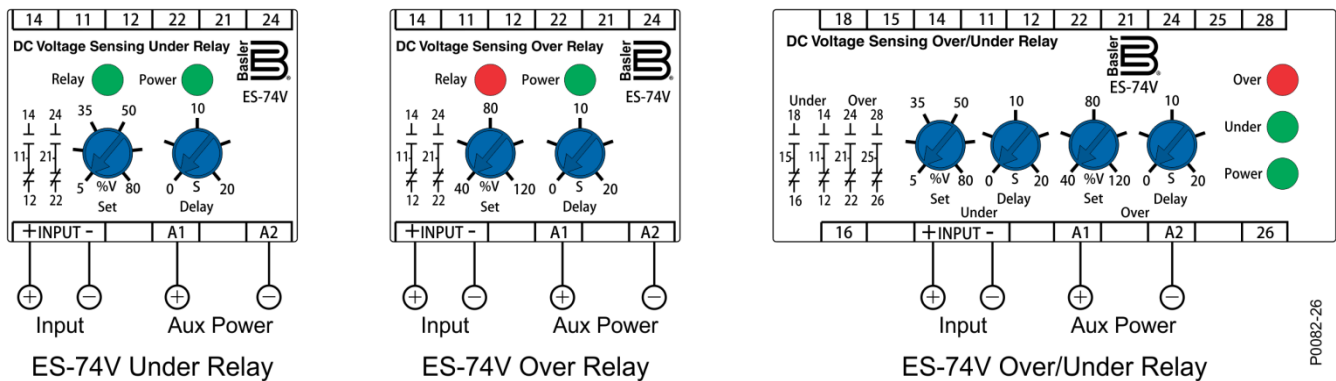 14 11 12 22 21 24
DC Voltage Sensing Under Relay
Basler
Relay Power
ES-74V
14 24
35 50
10
11 21
12 22
5 %V 80
0 S 20
Set
Delay
+INPUT - A1 A2
+ −
+ −
Input
Aux Power
ES-74V Under Relay
14 11 12 22 21 24
DC Voltage Sensing Over Relay
Basler
Relay Power
ES-74V
14 24
80
10
11 21
12 22
40 %V 120
0 S 20
Set
Delay
+INPUT - A1 A2
+ −
+ −
Input
Aux Power
ES-74V Over Relay
18 15 14 11 12 22 21 24 25 28
DC Voltage Sensing Over/Under Relay
Basler
ES-74V
Over
Under
Power
Under Over
18 14 24 28
15 11 21 25
16 12 22 26
35 50
10
80
10
5 %V 80
0 S 20
40 %V 120
0 S 20
Set Delay Set Delay
Under Over
16 +INPUT - A1 A2 26
+ −
+ −
Input
Aux Power
ES-74V Over/Under Relay
P0082-26